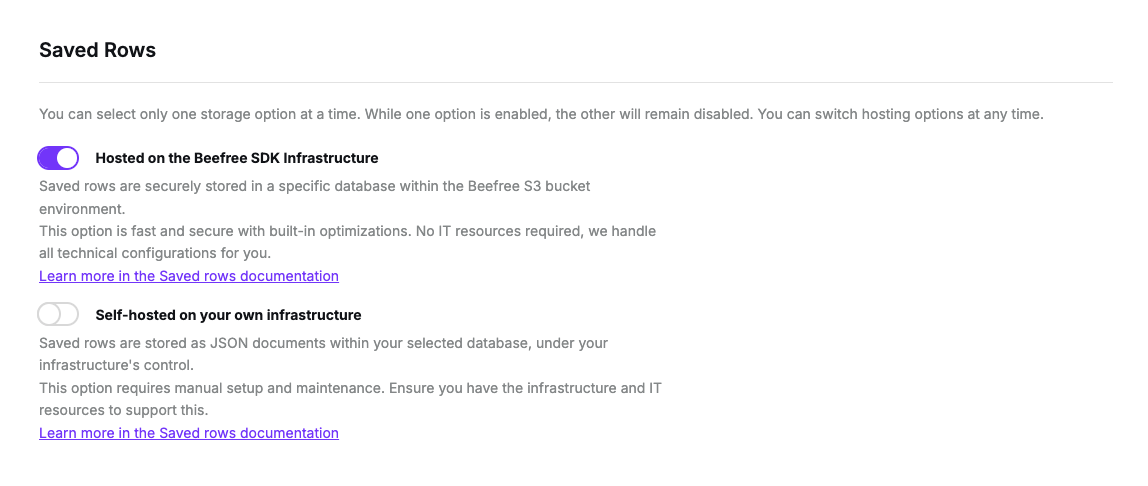 Saved Rows
You can select only one storage option at a time. While one option is enabled, the other will remain disabled. You can switch hosting options at any time.
Hosted on the Beefree SDK Infrastructure
Saved rows are securely stored in a specific database within the Beefree S3 bucket
environment.
This option is fast and secure with built-in optimizations. No IT resources required, we handle
all technical configurations for you.
Learn more in the Saved rows documentation
Self-hosted on your own infrastructure
Saved rows are stored as JSON documents within your selected database, under your
infrastructure's control.
This option requires manual setup and maintenance. Ensure you have the infrastructure and IT
resources to support this.
Learn more in the Saved rows documentation